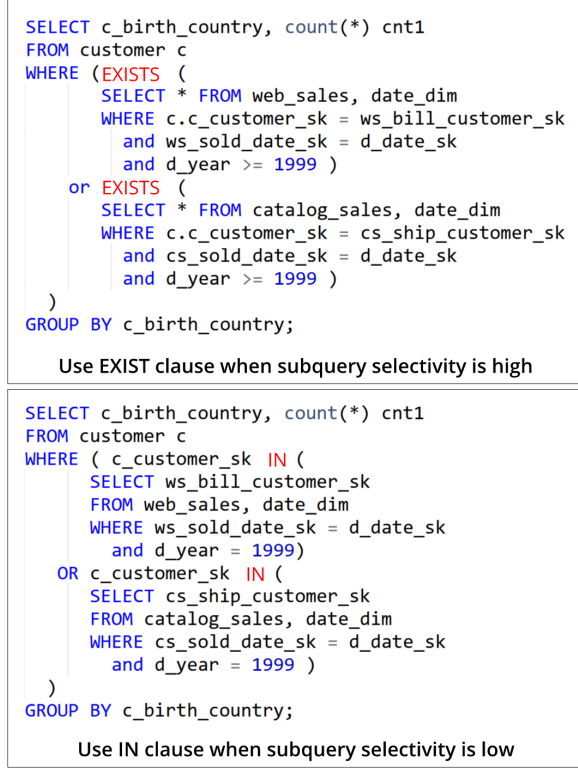 SELECT c_birth_country, count(*) cnt1
FROM customer c
WHERE (EXISTS (
SELECT * FROM web_sales, date_dim
WHERE c.c_customer_sk = ws_bill_customer_sk
and ws_sold_date_sk = d_date_sk
and d_year >= 1999 )
or EXISTS (
SELECT * FROM catalog_sales, date_dim
WHERE c.c_customer_sk = cs_ship_customer_sk
and cs_sold_date_sk = d_date_sk
and d_year >= 1999 )
)
GROUP BY c_birth_country;
Use EXIST clause when subquery selectivity is high
SELECT c_birth_country, count(*) cnt1
FROM customer c
WHERE ( c_customer_sk IN (
SELECT ws_bill_customer_sk
FROM web_sales, date_dim
WHERE ws_sold_date_sk = d_date_sk
and d_year = 1999)
OR c_customer_sk IN (
SELECT cs_ship_customer_sk
FROM catalog_sales, date_dim
WHERE cs_sold_date_sk = d_date_sk
and d_year = 1999 )
)
GROUP BY c_birth_country;
Use IN clause when subquery selectivity is low